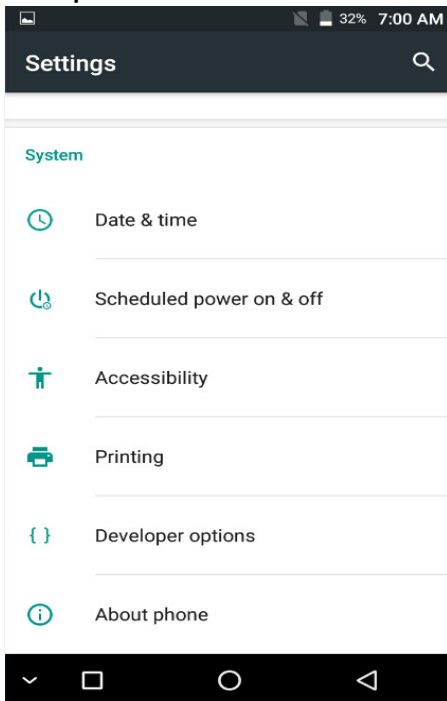 32% 7:00 AM
Settings
System
Date & time
Scheduled power on & off
Accessibility
Printing
{ } Developer options
About phone